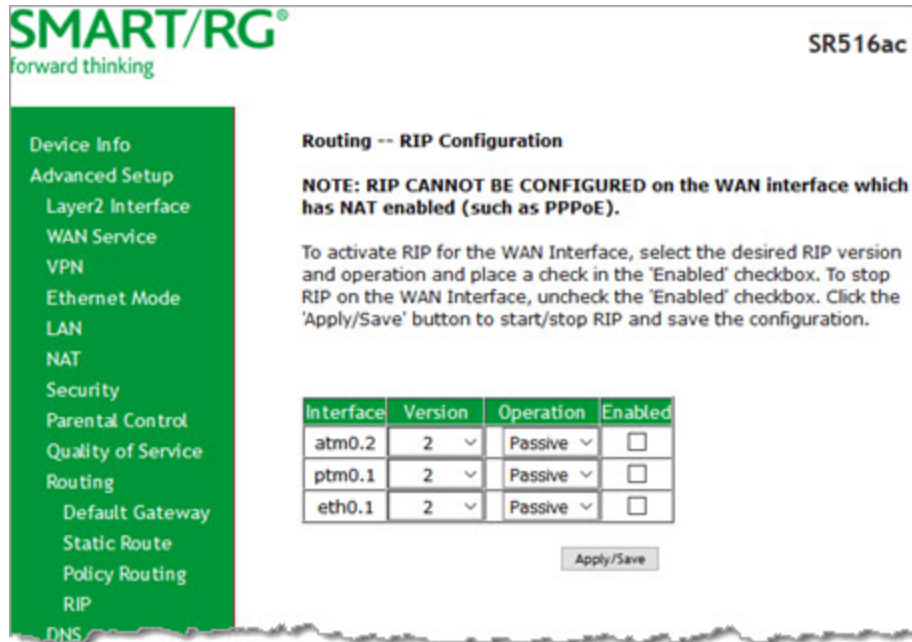 SMART/RG®
forward thinking
SR516ac
Device Info
Advanced Setup
Layer2 Interface
WAN Service
VPN
Ethernet Mode
LAN
NAT
Security
Parental Control
Quality of Service
Routing
Default Gateway
Static Route
Policy Routing
RIP
DNS
Routing -- RIP Configuration
NOTE: RIP CANNOT BE CONFIGURED on the WAN interface which
has NAT enabled (such as PPPoE).
To activate RIP for the WAN Interface, select the desired RIP version
and operation and place a check in the 'Enabled' checkbox. To stop
RIP on the WAN Interface, uncheck the 'Enabled' checkbox. Click the
'Apply/Save' button to start/stop RIP and save the configuration.
Interface Version Operation Enabled
atm0.2 2 Passive
ptm0.1 2 Passive
eth0.1 2 Passive
Apply/Save